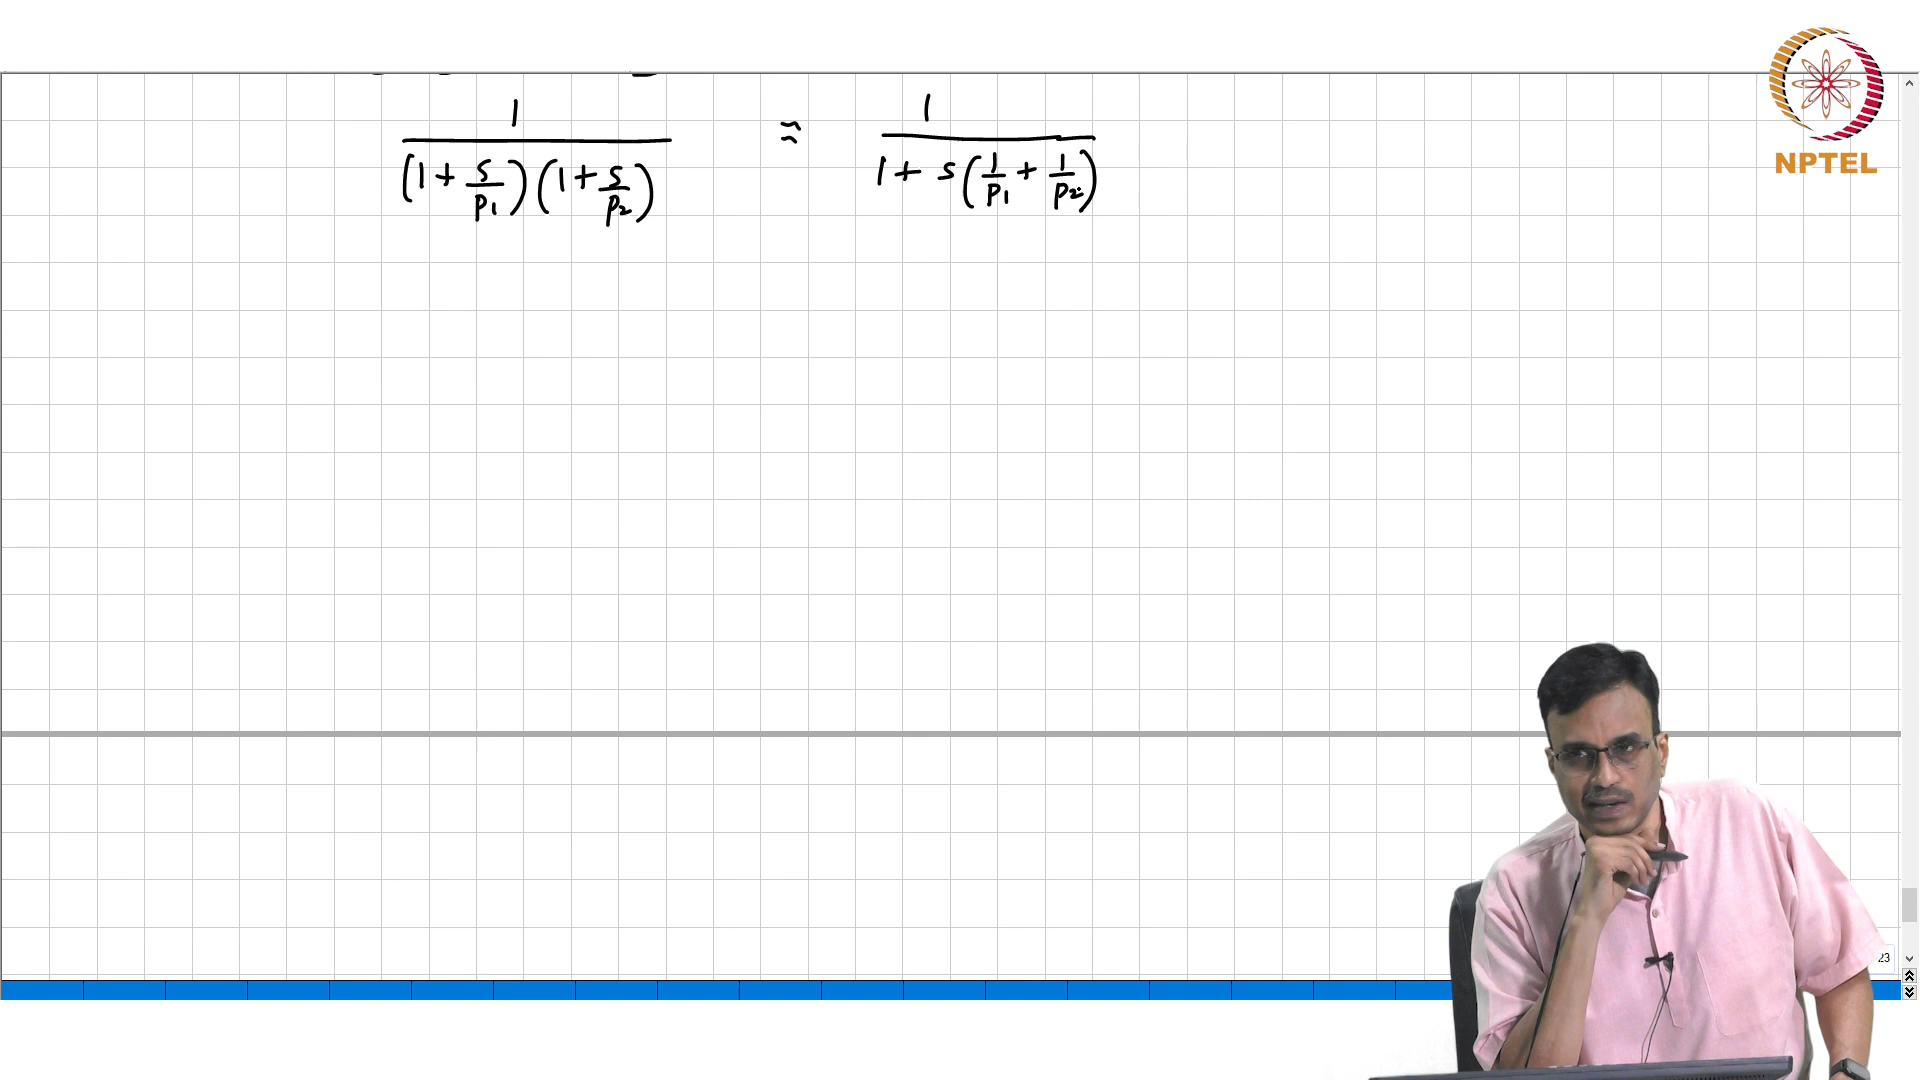 1 / ((1 + s/p₁)(1 + s/p₂)) ≈ 1 / (1 + s(1/p₁ + 1/p₂))
NPTEL
23